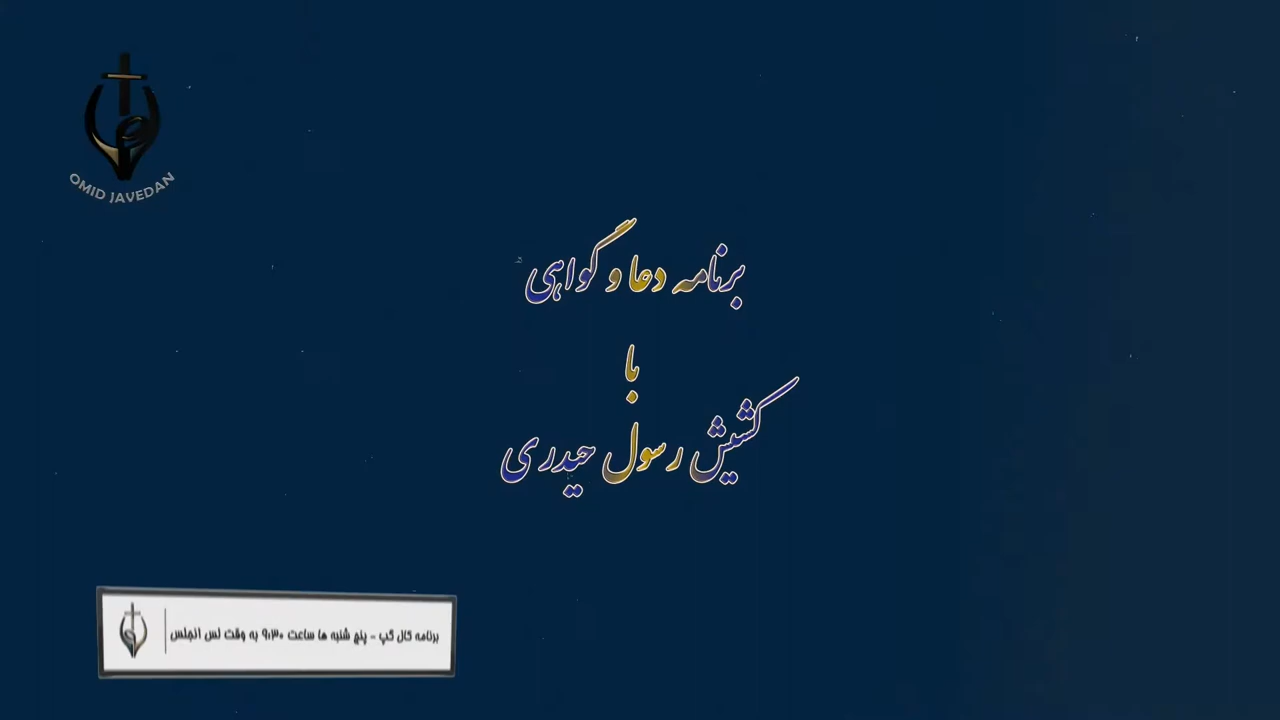 OMID JAVEDAN
برنامه دعا و گواهی
با
کشیش رسول حیدری
برنامه کال گپ - پنج شنبه ها ساعت ۹:۳۰ به وقت لس انجلس